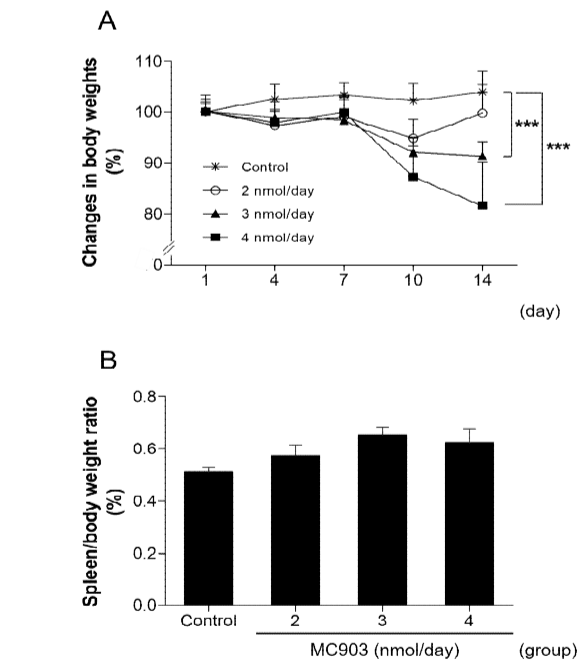 A
Changes in body weights
(%)
110
100
90
80
0
Control
2 nmol/day
3 nmol/day
4 nmol/day
***
***
1 4 7 10 14
(day)
B
Spleen/body weight ratio
(%)
0.8
0.6
0.4
0.2
0.0
Control 2 3 4
MC903 (nmol/day) (group)